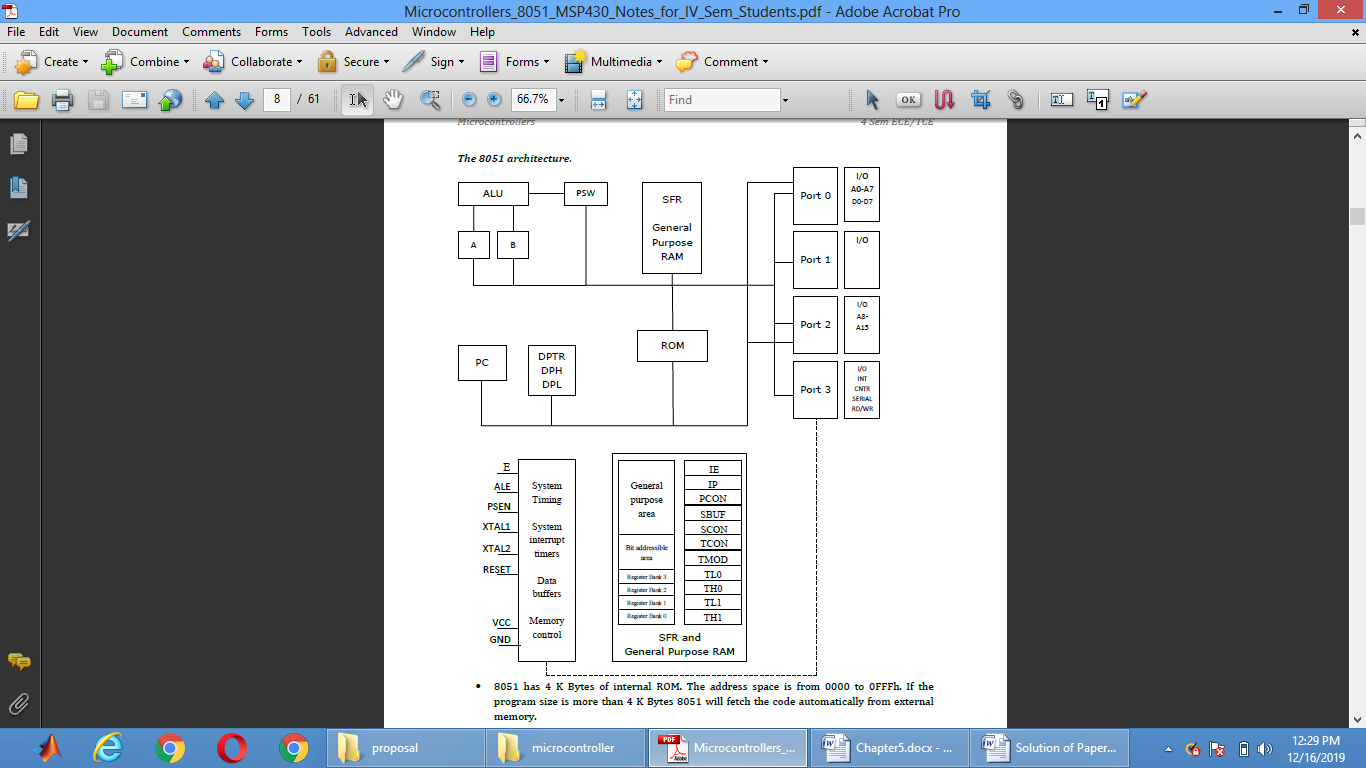 Microcontrollers_8051_MSP430_Notes_for_IV_Sem_Students.pdf - Adobe Acrobat Pro
File Edit View Document Comments Forms Tools Advanced Window Help
Create Combine Collaborate Secure Sign Forms Multimedia Comment
8 / 61 66.7% Find OK
Microcontrollers 4 Sem ECE/TCE
The 8051 architecture.
ALU
PSW
A
B
SFR
General
Purpose
RAM
ROM
PC
DPTR
DPH
DPL
Port 0
I/O
A0-A7
D0-D7
Port 1
I/O
Port 2
I/O
A8-
A15
Port 3
I/O
INT
CNTR
SERIAL
RD/WR
E
ALE
PSEN
XTAL1
XTAL2
RESET
VCC
GND
System
Timing
System
interrupt
timers
Data
buffers
Memory
control
General
purpose
area
Bit addressible
area
Register Bank 3
Register Bank 2
Register Bank 1
Register Bank 0
IE
IP
PCON
SBUF
SCON
TCON
TMOD
TL0
TH0
TL1
TH1
SFR and
General Purpose RAM
• 8051 has 4 K Bytes of internal ROM. The address space is from 0000 to 0FFFh. If the
program size is more than 4 K Bytes 8051 will fetch the code automatically from external
memory.
proposal microcontroller Microcontrollers_... Chapter5.docx - ... Solution of Paper...
12:29 PM
12/16/2019